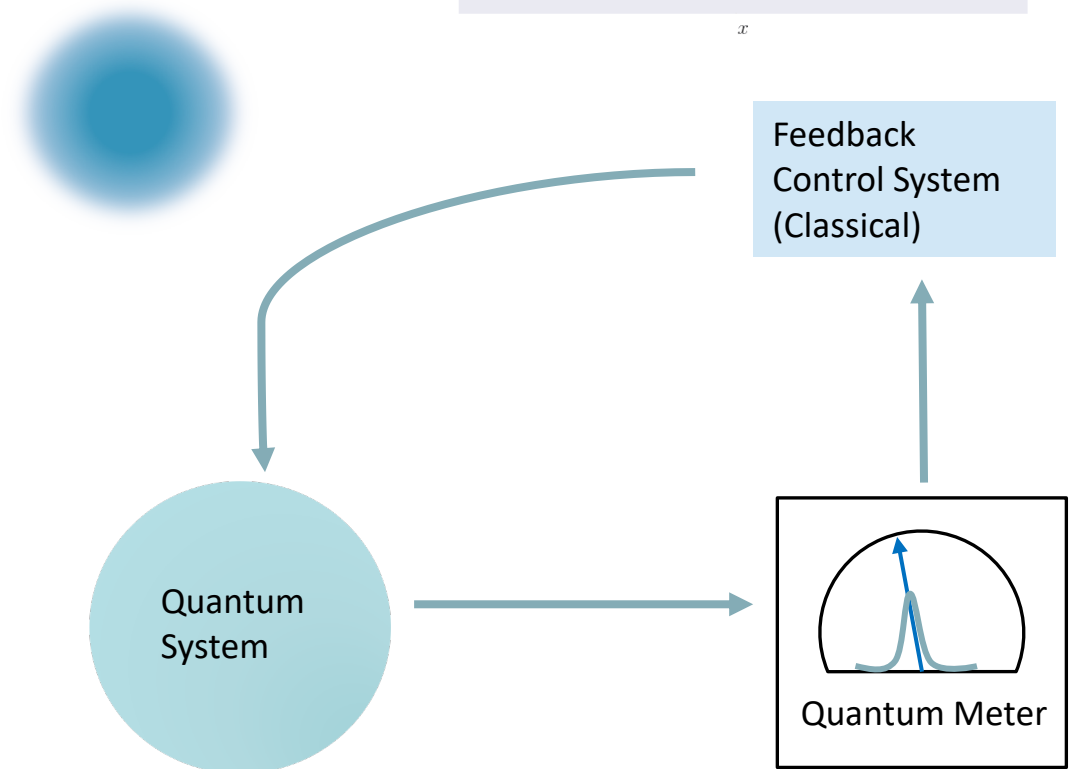 x
Feedback
Control System
(Classical)
Quantum
System
Quantum Meter